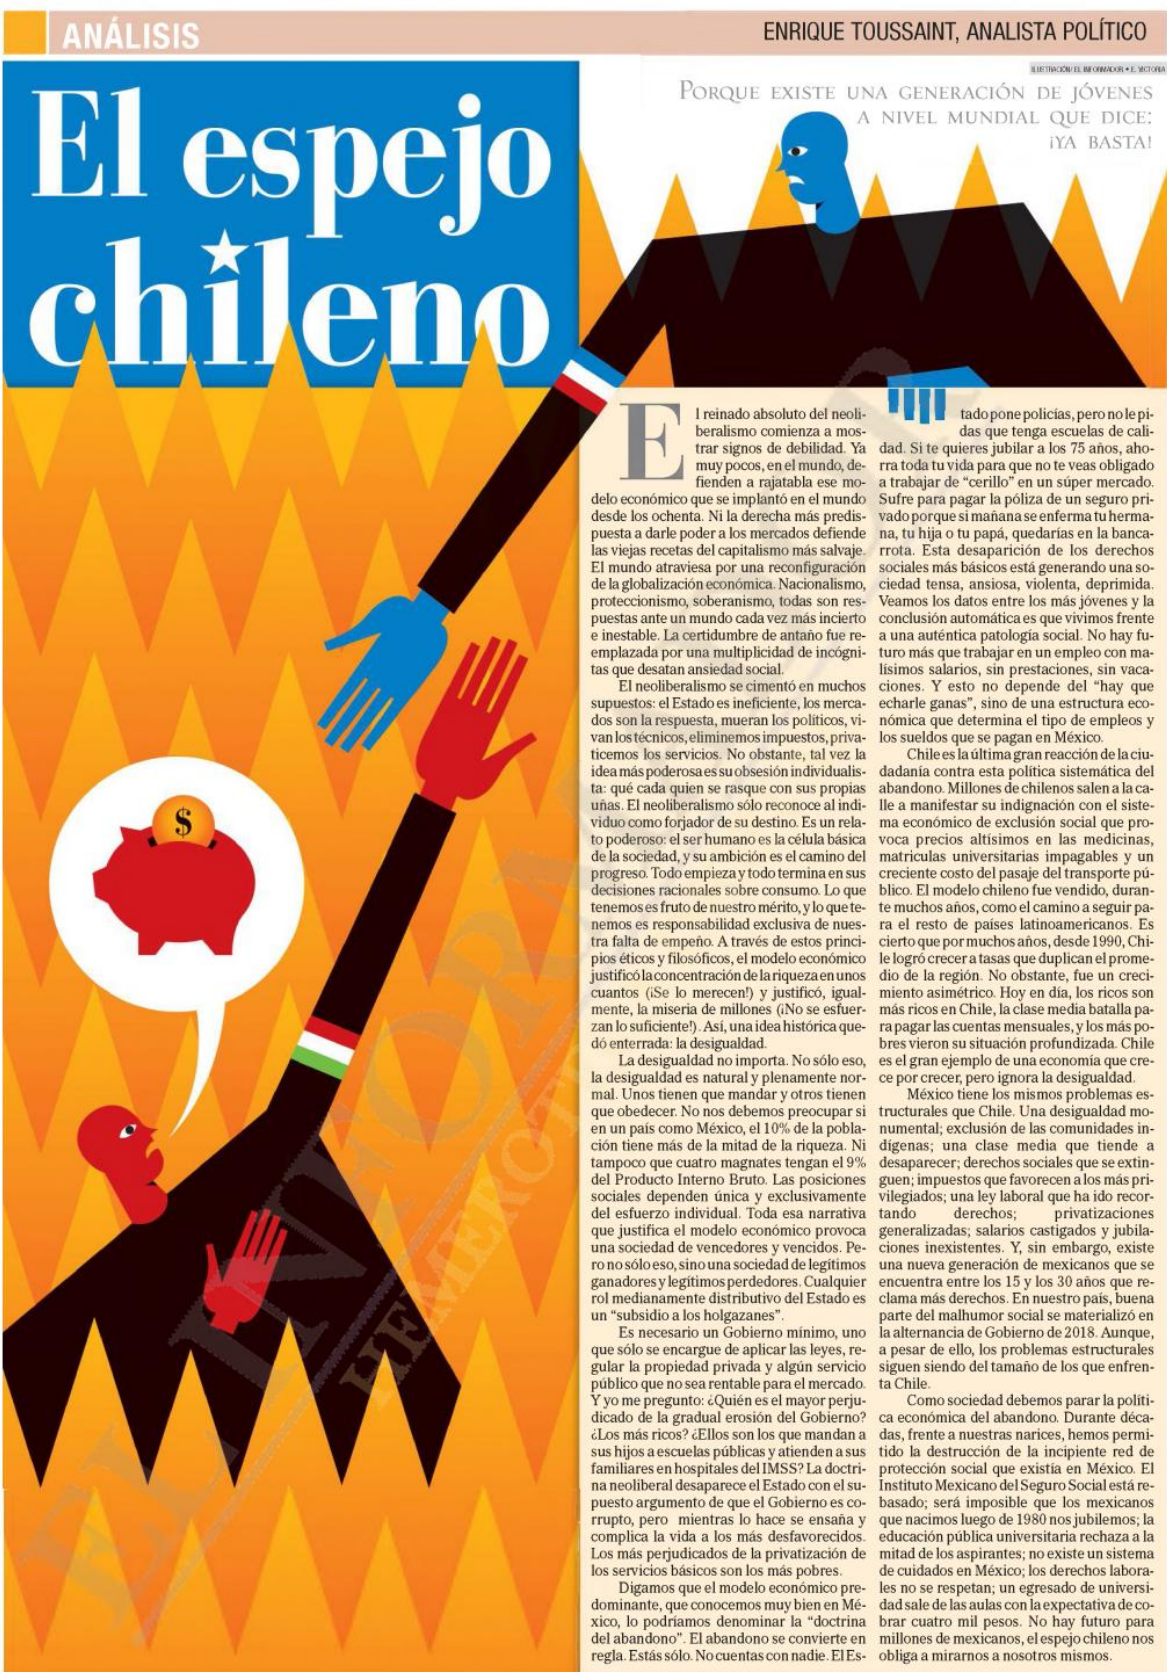 ANÁLISIS
ENRIQUE TOUSSAINT, ANALISTA POLÍTICO
ILUSTRACIÓN/ EL INFORMADOR • E. VICTORIA
El espejo
chileno
PORQUE EXISTE UNA GENERACIÓN DE JÓVENES
A NIVEL MUNDIAL QUE DICE:
¡YA BASTA!
$
El reinado absoluto del neoli-
beralismo comienza a mos-
trar signos de debilidad. Ya
muy pocos, en el mundo, de-
fienden a rajatabla ese mo-
delo económico que se implantó en el mundo
desde los ochenta. Ni la derecha más predis-
puesta a darle poder a los mercados defiende
las viejas recetas del capitalismo más salvaje.
El mundo atraviesa por una reconfiguración
de la globalización económica. Nacionalismo,
proteccionismo, soberanismo, todas son res-
puestas ante un mundo cada vez más incierto
e inestable. La certidumbre de antaño fue re-
emplazada por una multiplicidad de incógni-
tas que desatan ansiedad social.
El neoliberalismo se cimentó en muchos
supuestos: el Estado es ineficiente, los merca-
dos son la respuesta, mueran los políticos, vi-
van los técnicos, eliminemos impuestos, priva-
ticemos los servicios. No obstante, tal vez la
idea más poderosa es su obsesión individualis-
ta: qué cada quien se rasque con sus propias
uñas. El neoliberalismo sólo reconoce al indi-
viduo como forjador de su destino. Es un rela-
to poderoso: el ser humano es la célula básica
de la sociedad, y su ambición es el camino del
progreso. Todo empieza y todo termina en sus
decisiones racionales sobre consumo. Lo que
tenemos es fruto de nuestro mérito, y lo que te-
nemos es responsabilidad exclusiva de nues-
tra falta de empeño. A través de estos princi-
pios éticos y filosóficos, el modelo económico
justificó la concentración de la riqueza en unos
cuantos (¡Se lo merecen!) y justificó, igual-
mente, la miseria de millones (¡No se esfuer-
zan lo suficiente!). Así, una idea histórica que-
dó enterrada: la desigualdad.
La desigualdad no importa. No sólo eso,
la desigualdad es natural y plenamente nor-
mal. Unos tienen que mandar y otros tienen
que obedecer. No nos debemos preocupar si
en un país como México, el 10% de la pobla-
ción tiene más de la mitad de la riqueza. Ni
tampoco que cuatro magnates tengan el 9%
del Producto Interno Bruto. Las posiciones
sociales dependen única y exclusivamente
del esfuerzo individual. Toda esa narrativa
que justifica el modelo económico provoca
una sociedad de vencedores y vencidos. Pe-
ro no sólo eso, sino una sociedad de legítimos
ganadores y legítimos perdedores. Cualquier
rol medianamente distributivo del Estado es
un “subsidio a los holgazanes”.
Es necesario un Gobierno mínimo, uno
que sólo se encargue de aplicar las leyes, re-
gular la propiedad privada y algún servicio
público que no sea rentable para el mercado.
Y yo me pregunto: ¿Quién es el mayor perju-
dicado de la gradual erosión del Gobierno?
¿Los más ricos? ¿Ellos son los que mandan a
sus hijos a escuelas públicas y atienden a sus
familiares en hospitales del IMSS? La doctri-
na neoliberal desaparece el Estado con el su-
puesto argumento de que el Gobierno es co-
rrupto, pero mientras lo hace se ensaña y
complica la vida a los más desfavorecidos.
Los más perjudicados de la privatización de
los servicios básicos son los más pobres.
Digamos que el modelo económico pre-
dominante, que conocemos muy bien en Mé-
xico, lo podríamos denominar la “doctrina
del abandono”. El abandono se convierte en
regla. Estás sólo. No cuentas con nadie. El Es-
tado pone policías, pero no le pi-
das que tenga escuelas de cali-
dad. Si te quieres jubilar a los 75 años, aho-
rra toda tu vida para que no te veas obligado
a trabajar de “cerillo” en un súper mercado.
Sufre para pagar la póliza de un seguro pri-
vado porque si mañana se enferma tu herma-
na, tu hija o tu papá, quedarías en la banca-
rrota. Esta desaparición de los derechos
sociales más básicos está generando una so-
ciedad tensa, ansiosa, violenta, deprimida.
Veamos los datos entre los más jóvenes y la
conclusión automática es que vivimos frente
a una auténtica patología social. No hay fu-
turo más que trabajar en un empleo con ma-
lísimos salarios, sin prestaciones, sin vaca-
ciones. Y esto no depende del “hay que
echarle ganas”, sino de una estructura eco-
nómica que determina el tipo de empleos y
los sueldos que se pagan en México.
Chile es la última gran reacción de la ciu-
dadanía contra esta política sistemática del
abandono. Millones de chilenos salen a la ca-
lle a manifestar su indignación con el siste-
ma económico de exclusión social que pro-
voca precios altísimos en las medicinas,
matriculas universitarias impagables y un
creciente costo del pasaje del transporte pú-
blico. El modelo chileno fue vendido, duran-
te muchos años, como el camino a seguir pa-
ra el resto de países latinoamericanos. Es
cierto que por muchos años, desde 1990, Chi-
le logró crecer a tasas que duplican el prome-
dio de la región. No obstante, fue un creci-
miento asimétrico. Hoy en día, los ricos son
más ricos en Chile, la clase media batalla pa-
ra pagar las cuentas mensuales, y los más po-
bres vieron su situación profundizada. Chile
es el gran ejemplo de una economía que cre-
ce por crecer, pero ignora la desigualdad.
México tiene los mismos problemas es-
tructurales que Chile. Una desigualdad mo-
numental; exclusión de las comunidades in-
dígenas; una clase media que tiende a
desaparecer; derechos sociales que se extin-
guen; impuestos que favorecen a los más pri-
vilegiados; una ley laboral que ha ido recor-
tando derechos; privatizaciones
generalizadas; salarios castigados y jubila-
ciones inexistentes. Y, sin embargo, existe
una nueva generación de mexicanos que se
encuentra entre los 15 y los 30 años que re-
clama más derechos. En nuestro país, buena
parte del malhumor social se materializó en
la alternancia de Gobierno de 2018. Aunque,
a pesar de ello, los problemas estructurales
siguen siendo del tamaño de los que enfren-
ta Chile.
Como sociedad debemos parar la políti-
ca económica del abandono. Durante déca-
das, frente a nuestras narices, hemos permi-
tido la destrucción de la incipiente red de
protección social que existía en México. El
Instituto Mexicano del Seguro Social está re-
basado; será imposible que los mexicanos
que nacimos luego de 1980 nos jubilemos; la
educación pública universitaria rechaza a la
mitad de los aspirantes; no existe un sistema
de cuidados en México; los derechos labora-
les no se respetan; un egresado de universi-
dad sale de las aulas con la expectativa de co-
brar cuatro mil pesos. No hay futuro para
millones de mexicanos, el espejo chileno nos
obliga a mirarnos a nosotros mismos.
EL INFORMADOR
HEMEROTECA